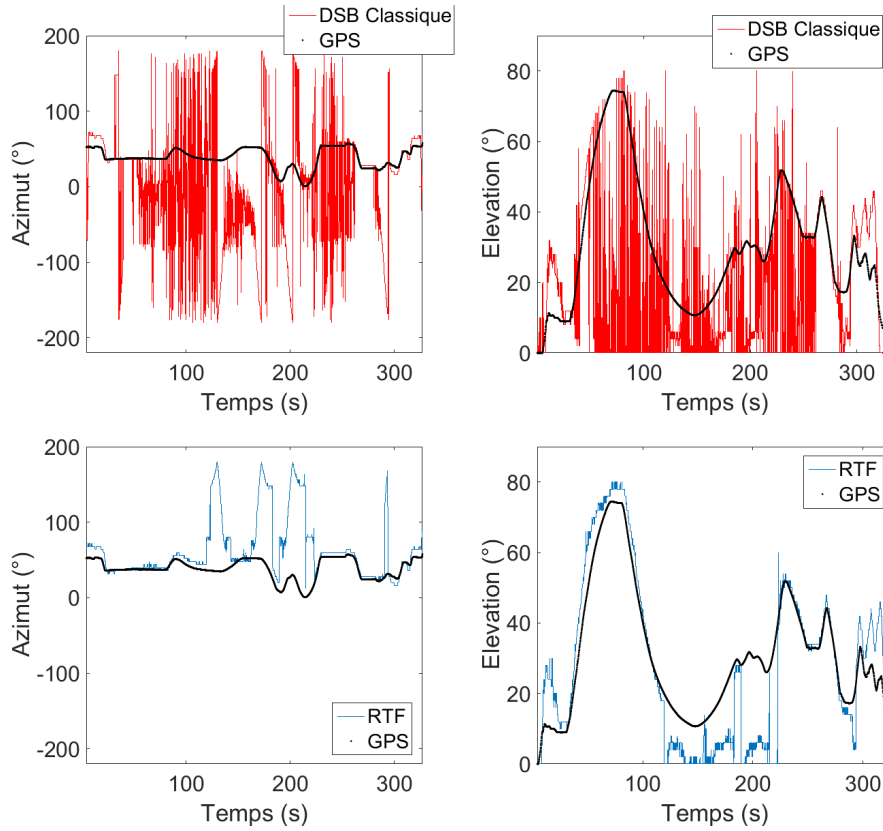 DSB Classique
GPS
200
100
0
-100
-200
Azimut (°)
100
200
300
Temps (s)
DSB Classique
GPS
80
60
40
20
0
Elevation (°)
100
200
300
Temps (s)
200
100
0
-100
-200
Azimut (°)
RTF
GPS
100
200
300
Temps (s)
RTF
GPS
80
60
40
20
0
Elevation (°)
100
200
300
Temps (s)